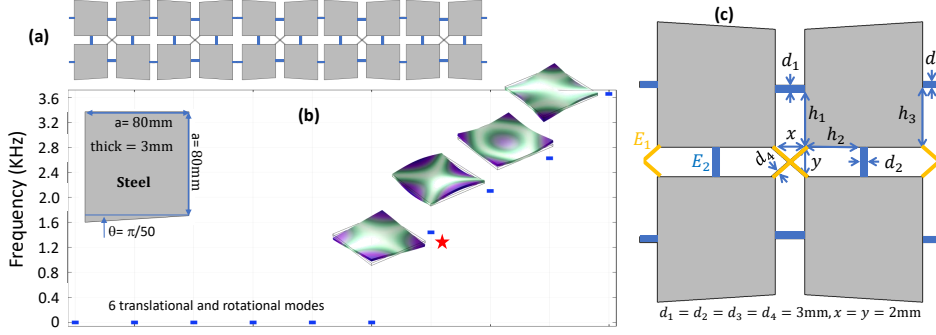 (a)
(b)
(c)
Frequency (KHz)
3.6
3.2
2.8
2.4
2.0
1.6
1.2
0.8
0.4
0
a= 80mm
thick = 3mm
a= 80mm
Steel
θ= π/50
6 translational and rotational modes
d₁
d
h₁
h₃
x
h₂
E₁
E₂
d₄
y
d₂
d₁ = d₂ = d₃ = d₄ = 3mm, x = y = 2mm